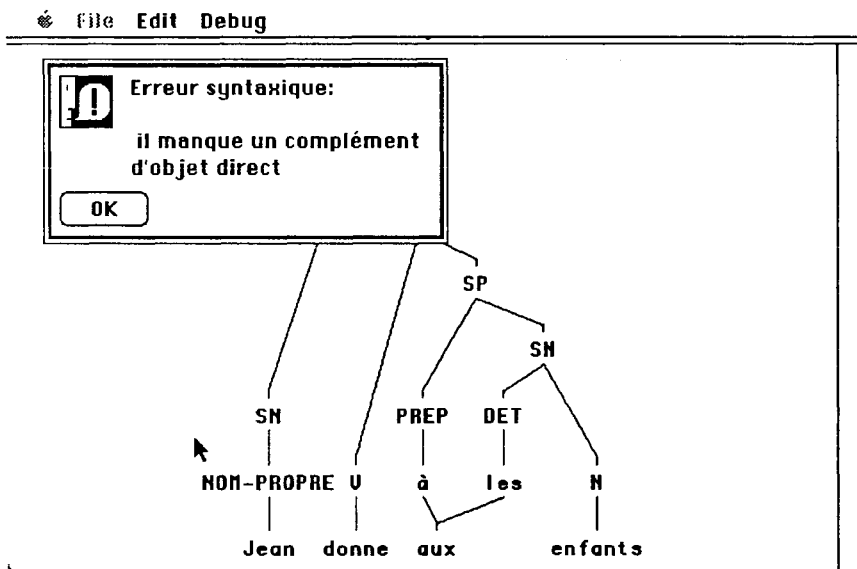 File Edit Debug
Erreur syntaxique:
il manque un complément
d'objet direct
OK
SP
SN
SN PREP DET
NOM-PROPRE V à les N
Jean donne aux enfants